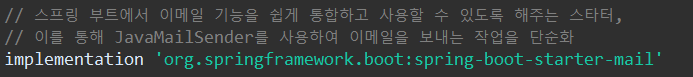 // 스프링 부트에서 이메일 기능을 쉽게 통합하고 사용할 수 있도록 해주는 스타터,
// 이를 통해 JavaMailSender를 사용하여 이메일을 보내는 작업을 단순화
implementation 'org.springframework.boot:spring-boot-starter-mail'